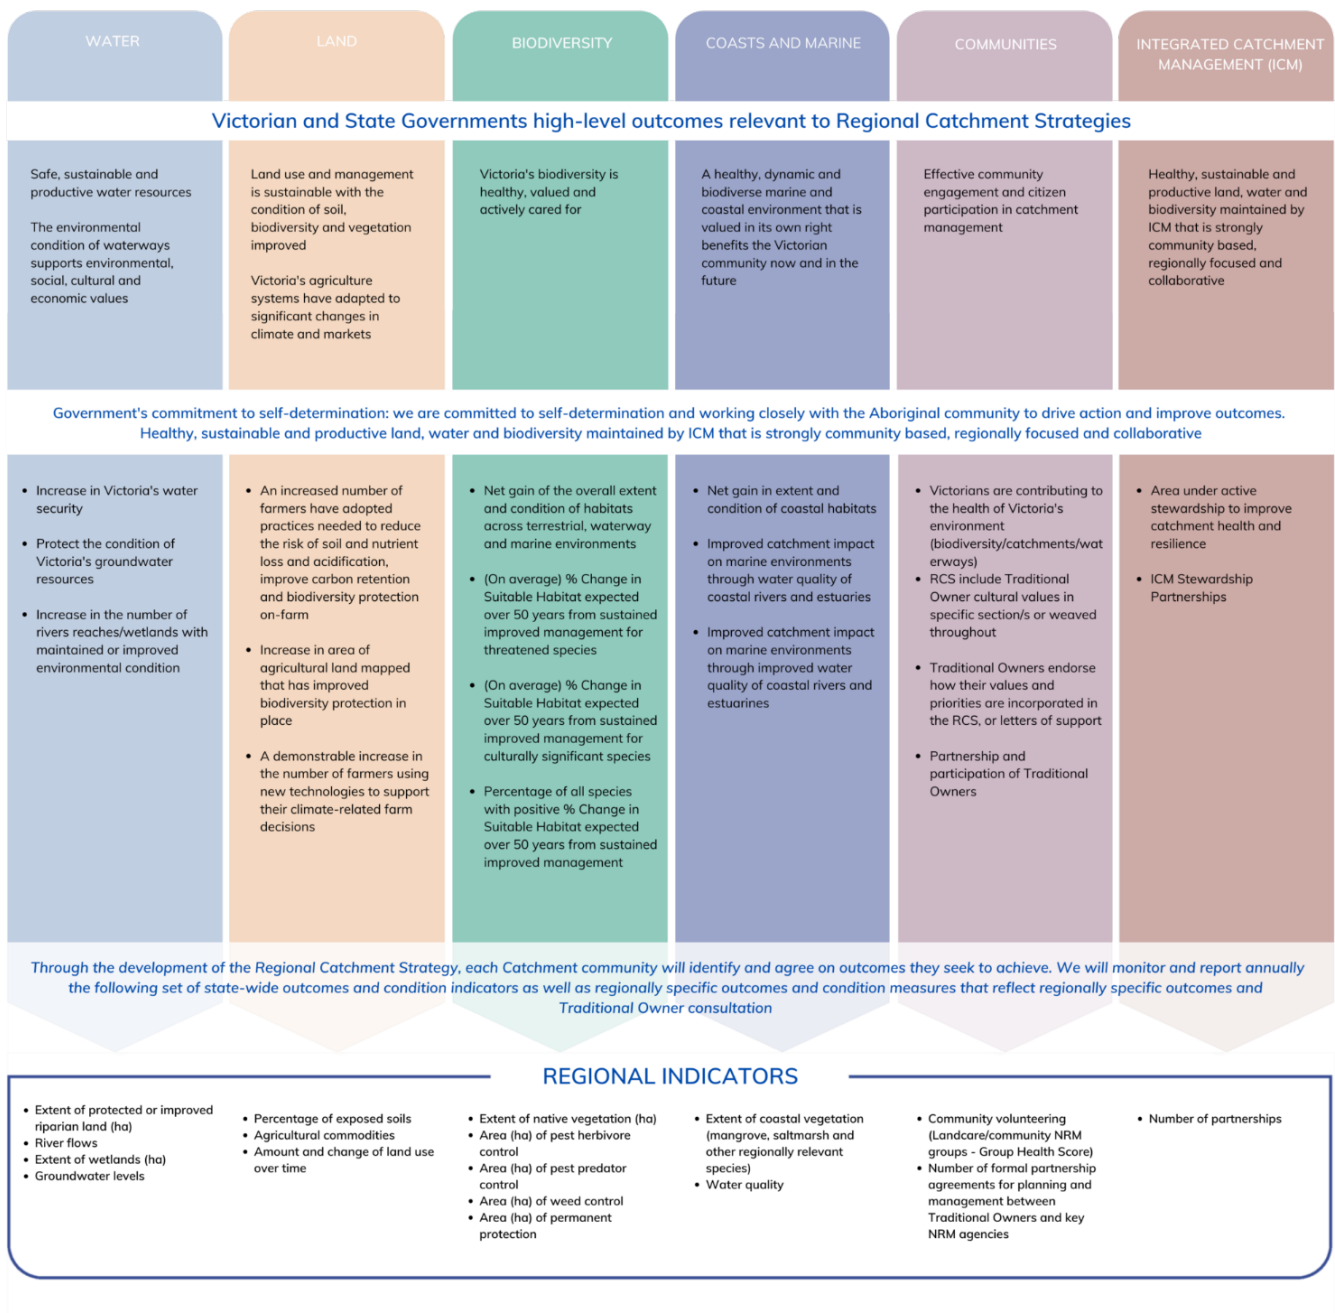 WATER
LAND
BIODIVERSITY
COASTS AND MARINE
COMMUNITIES
INTEGRATED CATCHMENT
MANAGEMENT (ICM)
Victorian and State Governments high-level outcomes relevant to Regional Catchment Strategies
Safe, sustainable and
productive water resources
The environmental
condition of waterways
supports environmental,
social, cultural and
economic values
Land use and management
is sustainable with the
condition of soil,
biodiversity and vegetation
improved
Victoria's agriculture
systems have adapted to
significant changes in
climate and markets
Victoria's biodiversity is
healthy, valued and
actively cared for
A healthy, dynamic and
biodiverse marine and
coastal environment that is
valued in its own right
benefits the Victorian
community now and in the
future
Effective community
engagement and citizen
participation in catchment
management
Healthy, sustainable and
productive land, water and
biodiversity maintained by
ICM that is strongly
community based,
regionally focused and
collaborative
Government's commitment to self-determination: we are committed to self-determination and working closely with the Aboriginal community to drive action and improve outcomes.
Healthy, sustainable and productive land, water and biodiversity maintained by ICM that is strongly community based, regionally focused and collaborative
• Increase in Victoria's water
security
• Protect the condition of
Victoria's groundwater
resources
• Increase in the number of
rivers reaches/wetlands with
maintained or improved
environmental condition
• An increased number of
farmers have adopted
practices needed to reduce
the risk of soil and nutrient
loss and acidification,
improve carbon retention
and biodiversity protection
on-farm
• Increase in area of
agricultural land mapped
that has improved
biodiversity protection in
place
• A demonstrable increase in
the number of farmers using
new technologies to support
their climate-related farm
decisions
• Net gain of the overall extent
and condition of habitats
across terrestrial, waterway
and marine environments
• (On average) % Change in
Suitable Habitat expected
over 50 years from sustained
improved management for
threatened species
• (On average) % Change in
Suitable Habitat expected
over 50 years from sustained
improved management for
culturally significant species
• Percentage of all species
with positive % Change in
Suitable Habitat expected
over 50 years from sustained
improved management
• Net gain in extent and
condition of coastal habitats
• Improved catchment impact
on marine environments
through water quality of
coastal rivers and estuaries
• Improved catchment impact
on marine environments
through improved water
quality of coastal rivers and
estuarines
• Victorians are contributing to
the health of Victoria's
environment
(biodiversity/catchments/wat
erways)
• RCS include Traditional
Owner cultural values in
specific section/s or weaved
throughout
• Traditional Owners endorse
how their values and
priorities are incorporated in
the RCS, or letters of support
• Partnership and
participation of Traditional
Owners
• Area under active
stewardship to improve
catchment health and
resilience
• ICM Stewardship
Partnerships
Through the development of the Regional Catchment Strategy, each Catchment community will identify and agree on outcomes they seek to achieve. We will monitor and report annually
the following set of state-wide outcomes and condition indicators as well as regionally specific outcomes and condition measures that reflect regionally specific outcomes and
Traditional Owner consultation
REGIONAL INDICATORS
• Extent of protected or improved
riparian land (ha)
• River flows
• Extent of wetlands (ha)
• Groundwater levels
• Percentage of exposed soils
• Agricultural commodities
• Amount and change of land use
over time
• Extent of native vegetation (ha)
• Area (ha) of pest herbivore
control
• Area (ha) of pest predator
control
• Area (ha) of weed control
• Area (ha) of permanent
protection
• Extent of coastal vegetation
(mangrove, saltmarsh and
other regionally relevant
species)
• Water quality
• Community volunteering
(Landcare/community NRM
groups - Group Health Score)
• Number of formal partnership
agreements for planning and
management between
Traditional Owners and key
NRM agencies
• Number of partnerships